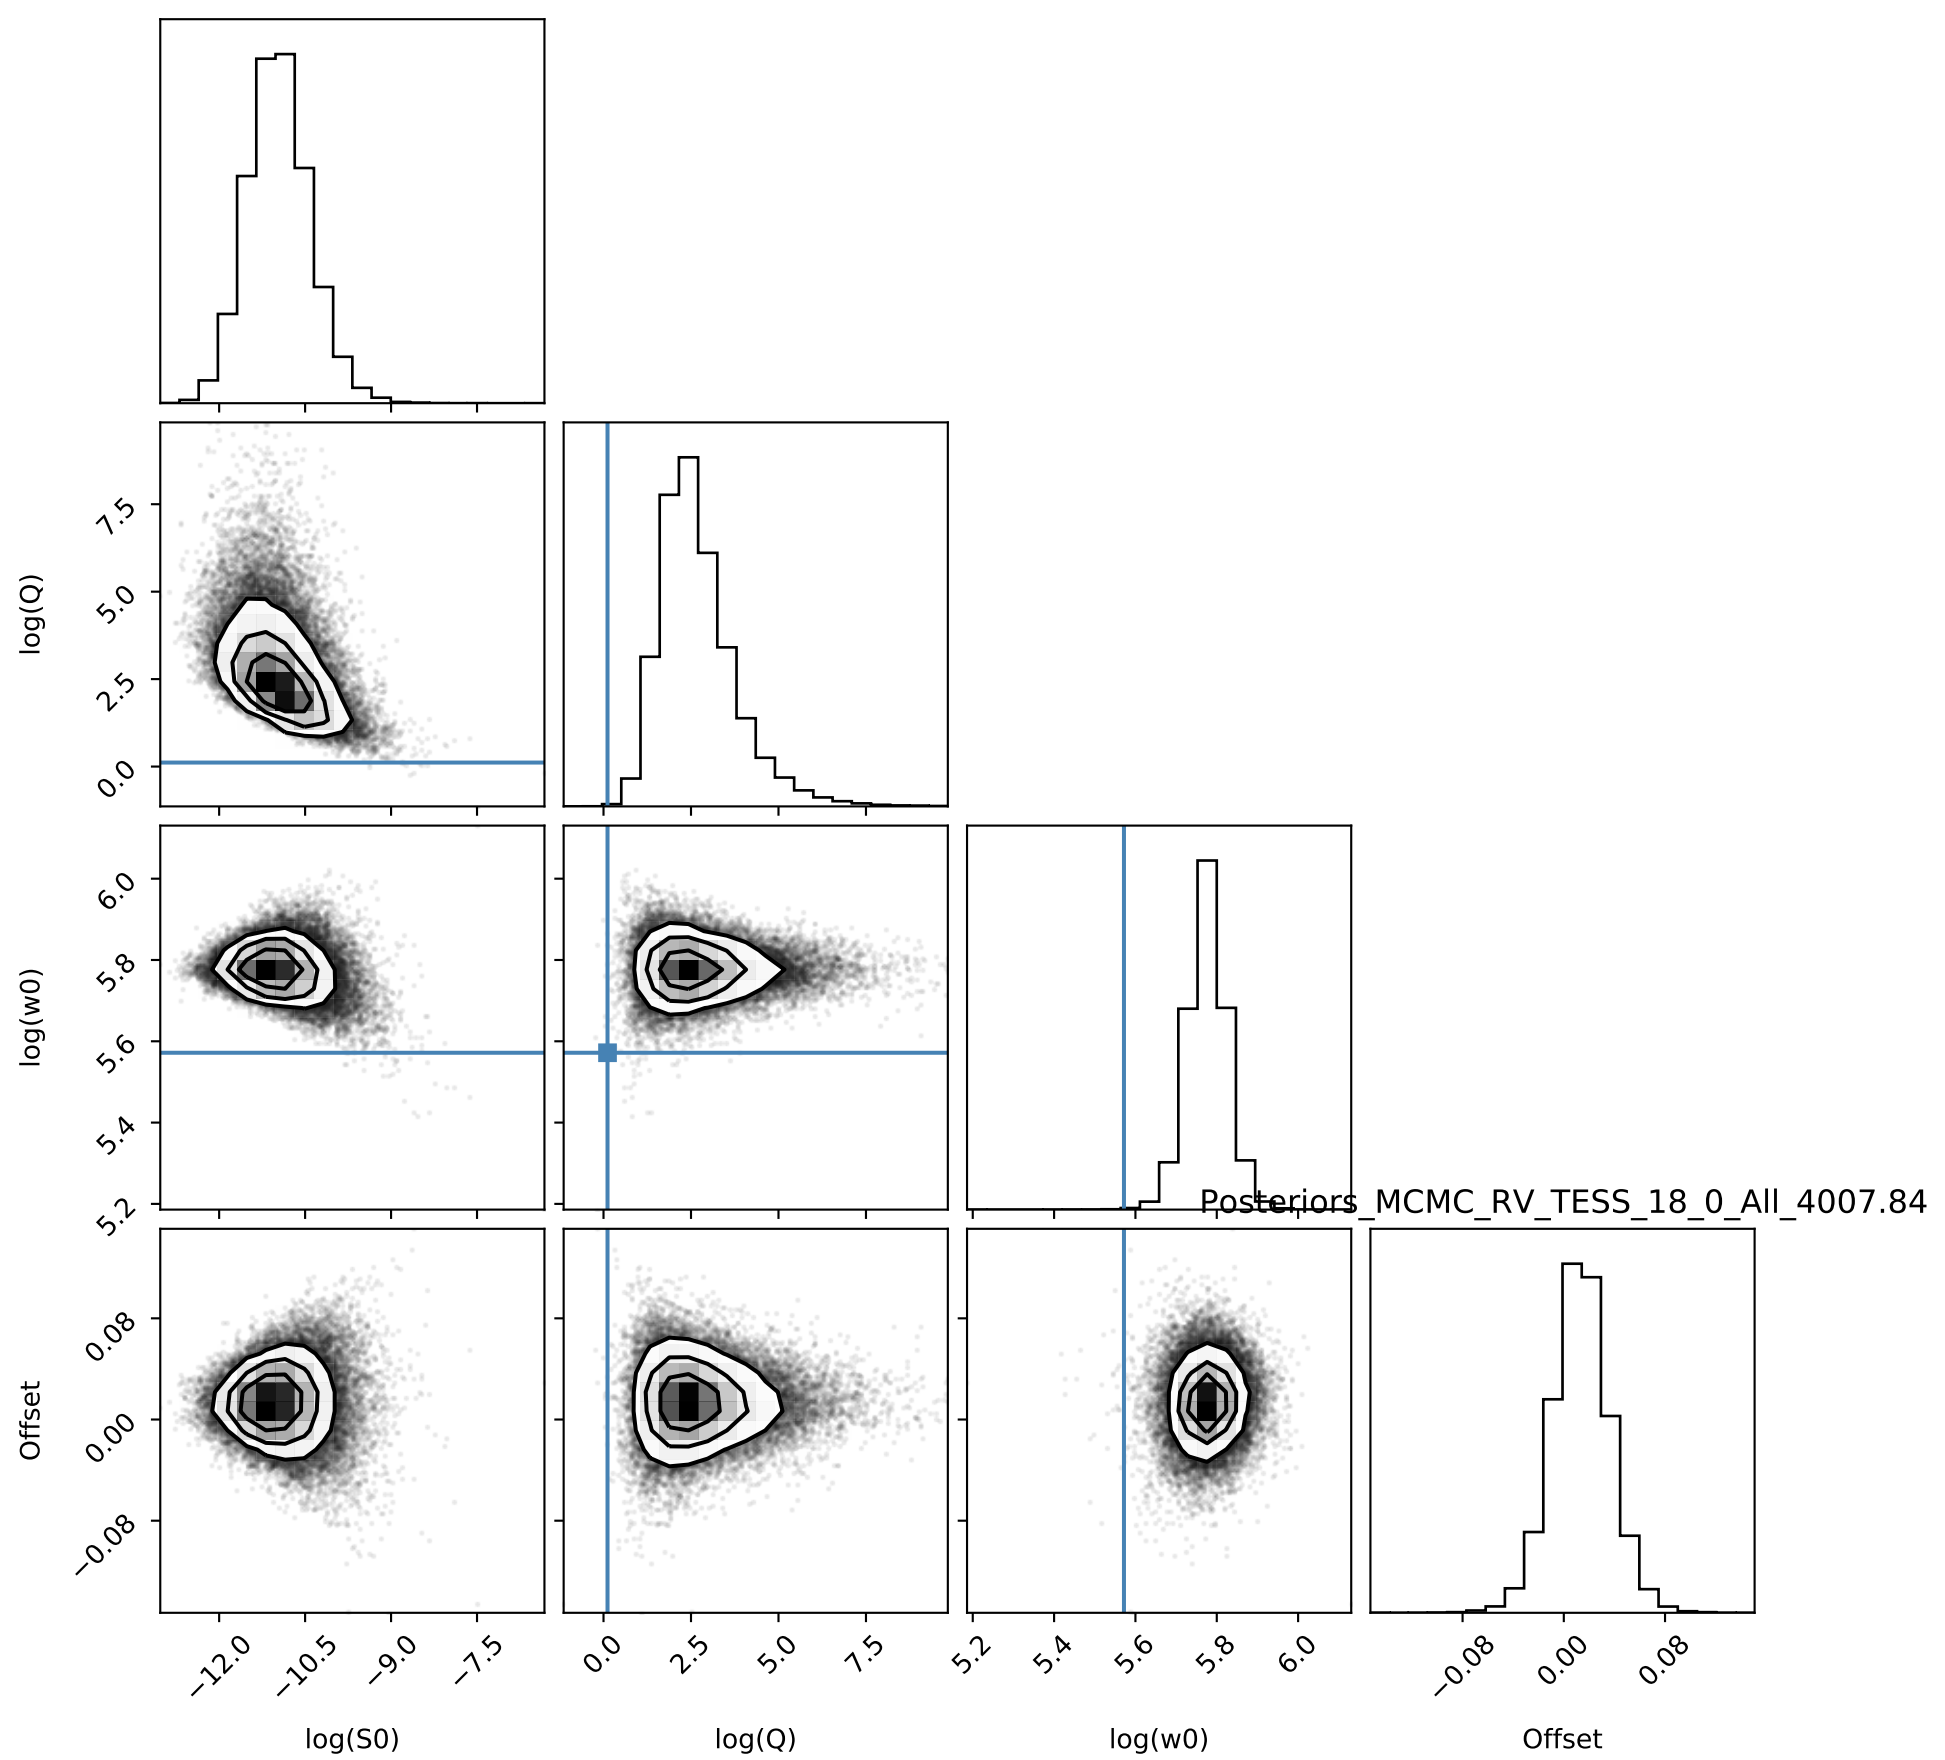 log(Q)
7.5
5.0
2.5
0.0
log(w0)
6.0
5.8
5.6
5.4
5.2
Posteriors_MCMC_RV_TESS_18_0_All_4007.84
Offset
0.08
0.00
−0.08
−12.0 −10.5 −9.0 −7.5 0.0 2.5 5.0 7.5 5.2 5.4 5.6 5.8 6.0 −0.08 0.00 0.08
log(S0) log(Q) log(w0) Offset